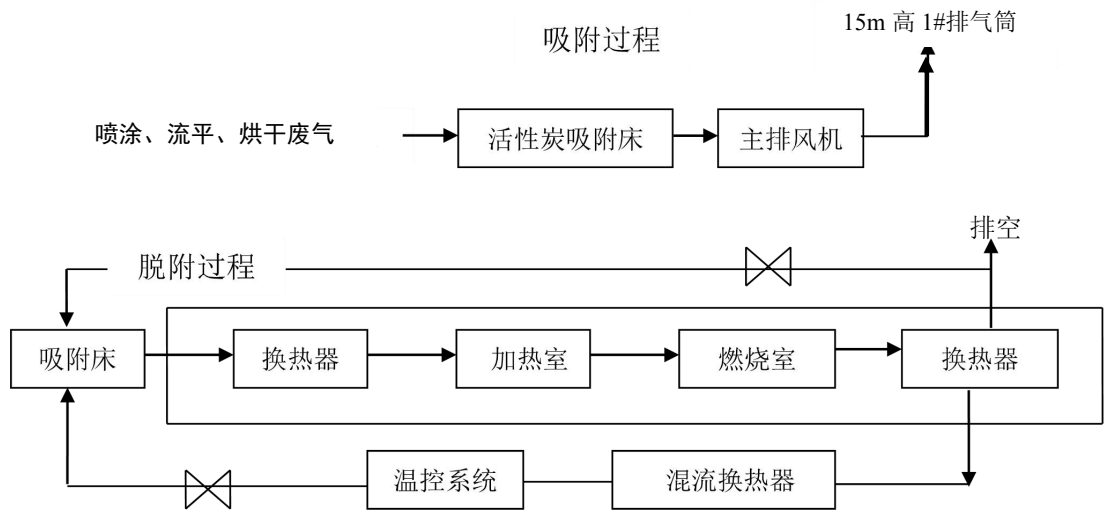 吸附过程
15m 高 1#排气筒
喷涂、流平、烘干废气
活性炭吸附床
主排风机
排空
脱附过程
吸附床
换热器
加热室
燃烧室
换热器
温控系统
混流换热器